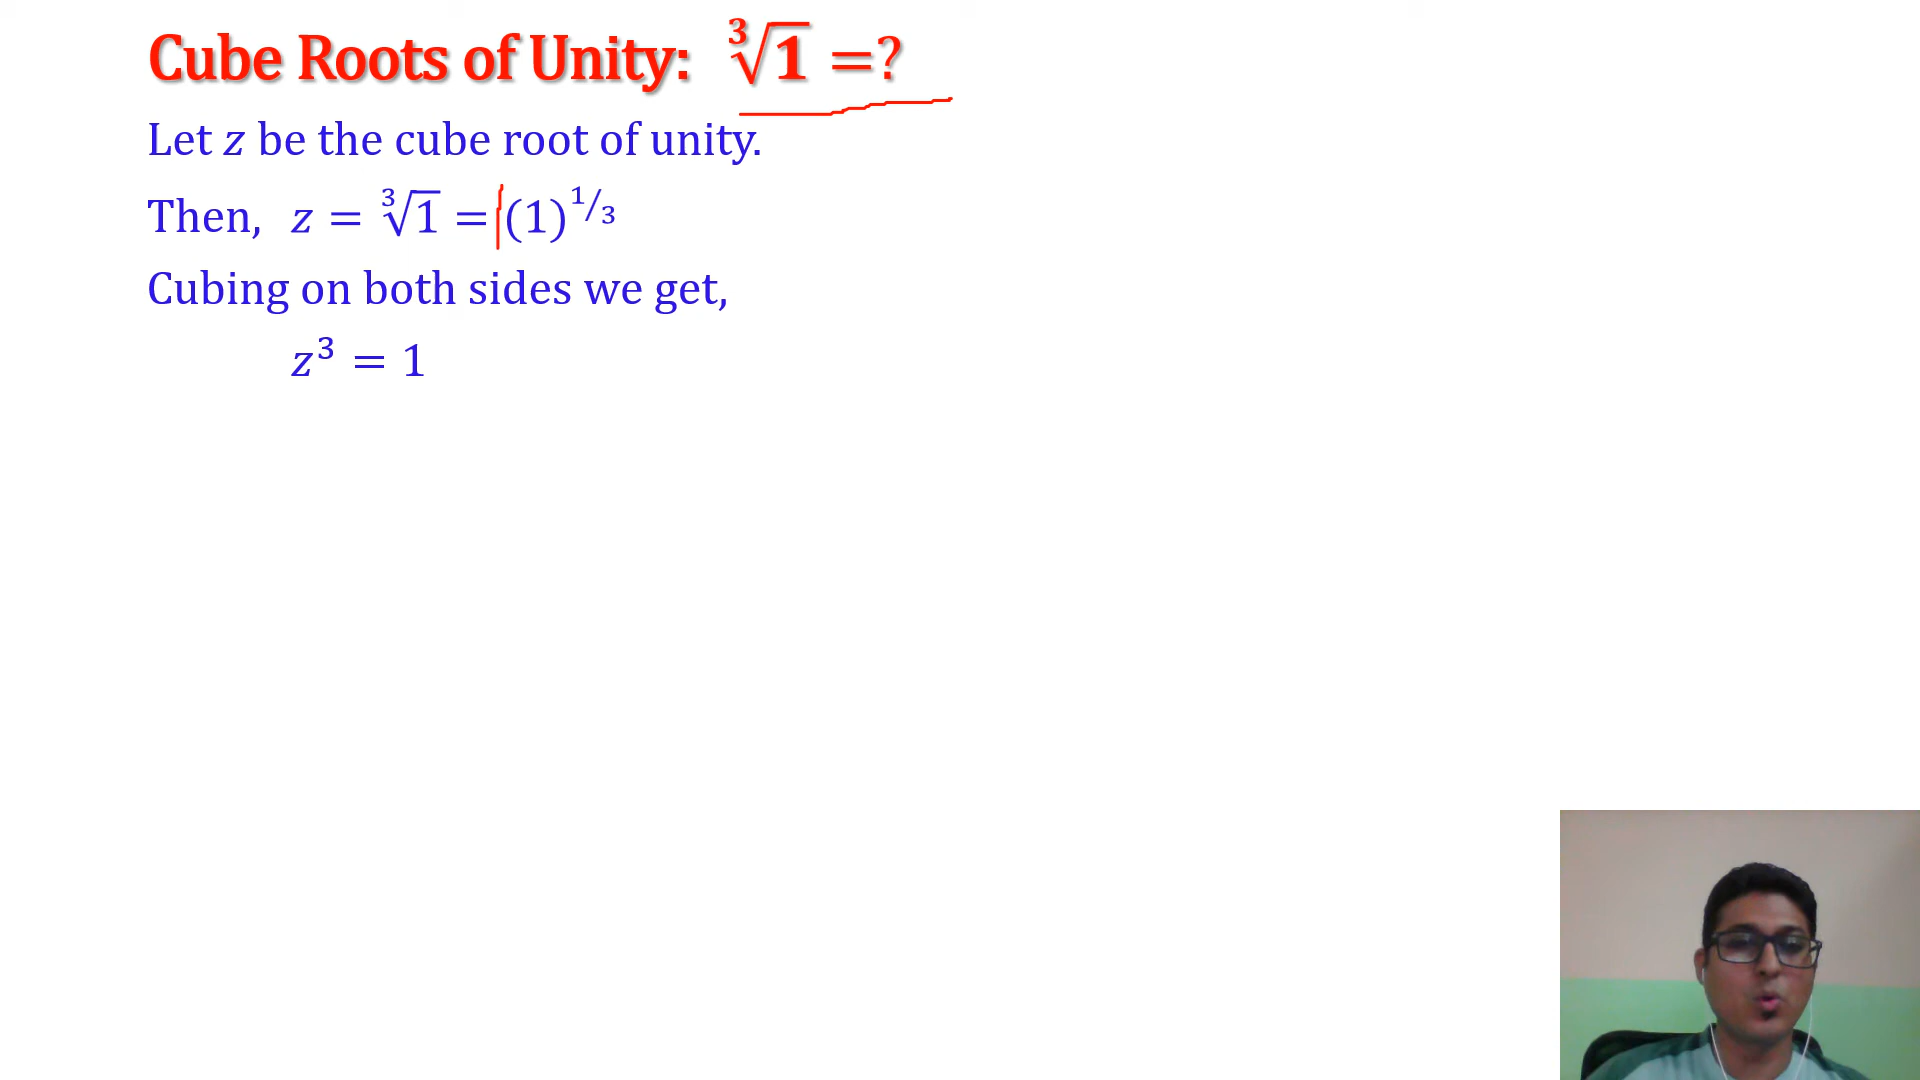 Cube Roots of Unity: ∛1 =?
Let z be the cube root of unity.
Then, z = ∛1 = (1)^1/3
Cubing on both sides we get,
z³ = 1